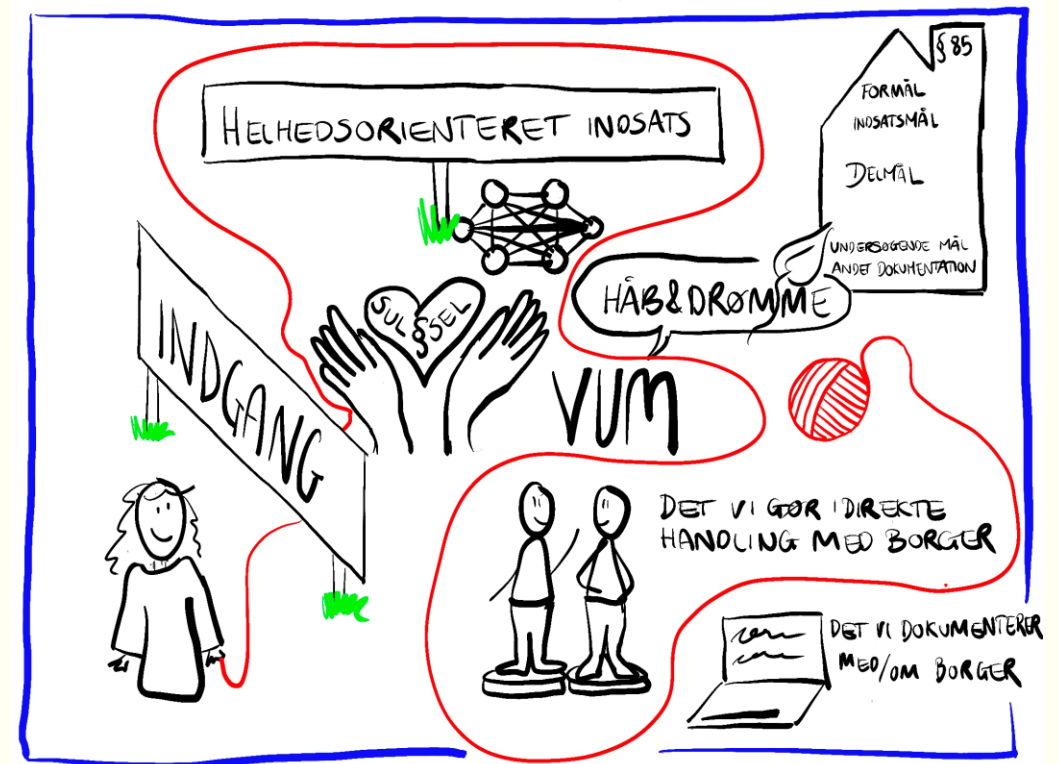 HELHEDSORIENTERET INDSATS
§ 85
FORMÅL
INDSATSMÅL
DELMÅL
UNDERSØGENDE MÅL
ANDET DOKUMENTATION
HÅB & DRØMME
SUL § SEL
INDGANG
VUM
DET VI GØR I DIREKTE
HANDLING MED BORGER
DET VI DOKUMENTERER
MED/OM BORGER